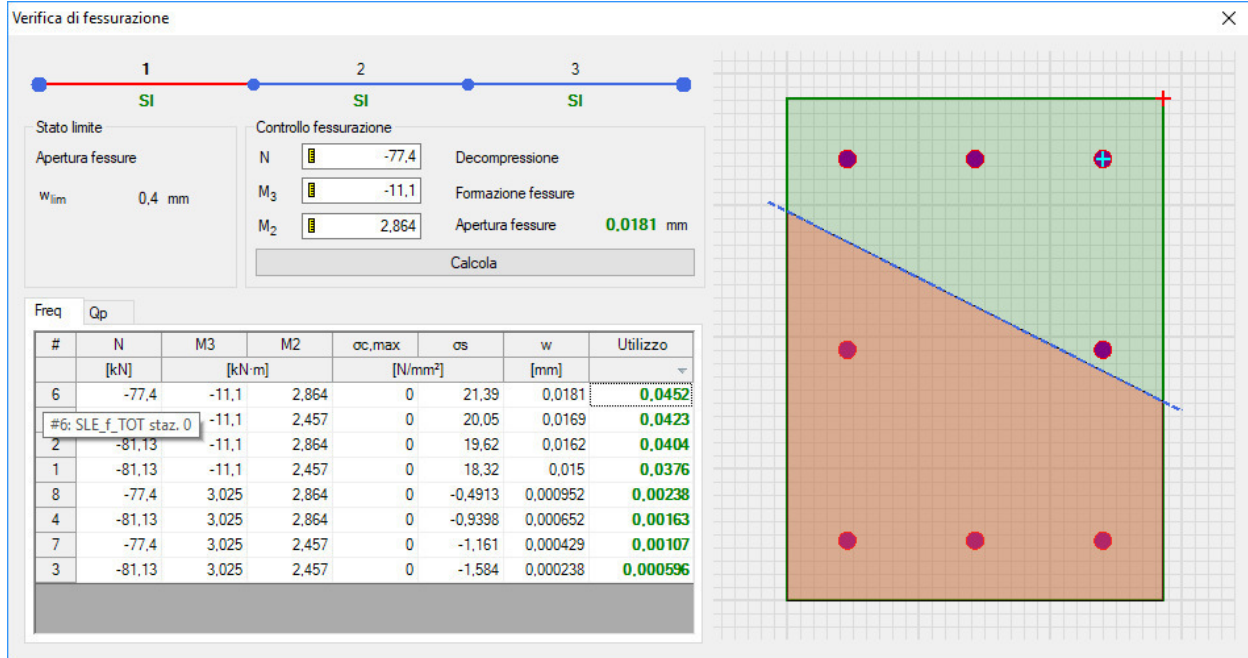 Verifica di fessurazione
1 2 3
SI SI SI
Stato limite
Apertura fessure
wlim 0,4 mm
Controllo fessurazione
N -77,4 Decompressione
M3 -11,1 Formazione fessure
M2 2,864 Apertura fessure 0,0181 mm
Calcola
Freq Qp
# N M3 M2 σc,max σs w Utilizzo
[kN] [kN·m] [N/mm²] [mm]
6 -77,4 -11,1 2,864 0 21,39 0,0181 0,0452
#6: SLE_f_TOT staz. 0 -11,1 2,457 0 20,05 0,0169 0,0423
2 -81,13 -11,1 2,864 0 19,62 0,0162 0,0404
1 -81,13 -11,1 2,457 0 18,32 0,015 0,0376
8 -77,4 3,025 2,864 0 -0,4913 0,000952 0,00238
4 -81,13 3,025 2,864 0 -0,9398 0,000652 0,00163
7 -77,4 3,025 2,457 0 -1,161 0,000429 0,00107
3 -81,13 3,025 2,457 0 -1,584 0,000238 0,000596